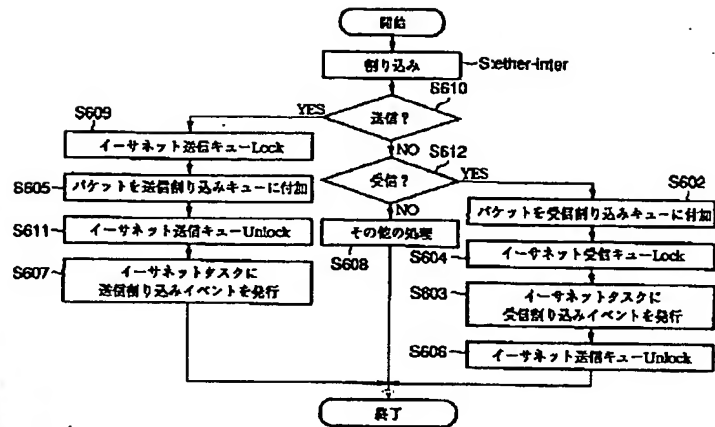 開始
割り込み
S:ether-inter
S610
送信?
YES
NO
S609
イーサネット送信キューLock
S605
パケットを送信割り込みキューに付加
S611
イーサネット送信キューUnlock
S607
イーサネットタスクに
送信割り込みイベントを発行
S612
受信?
YES
NO
その他の処理
S608
S602
パケットを受信割り込みキューに付加
S604
イーサネット受信キューLock
S603
イーサネットタスクに
受信割り込みイベントを発行
S606
イーサネット送信キューUnlock
終了